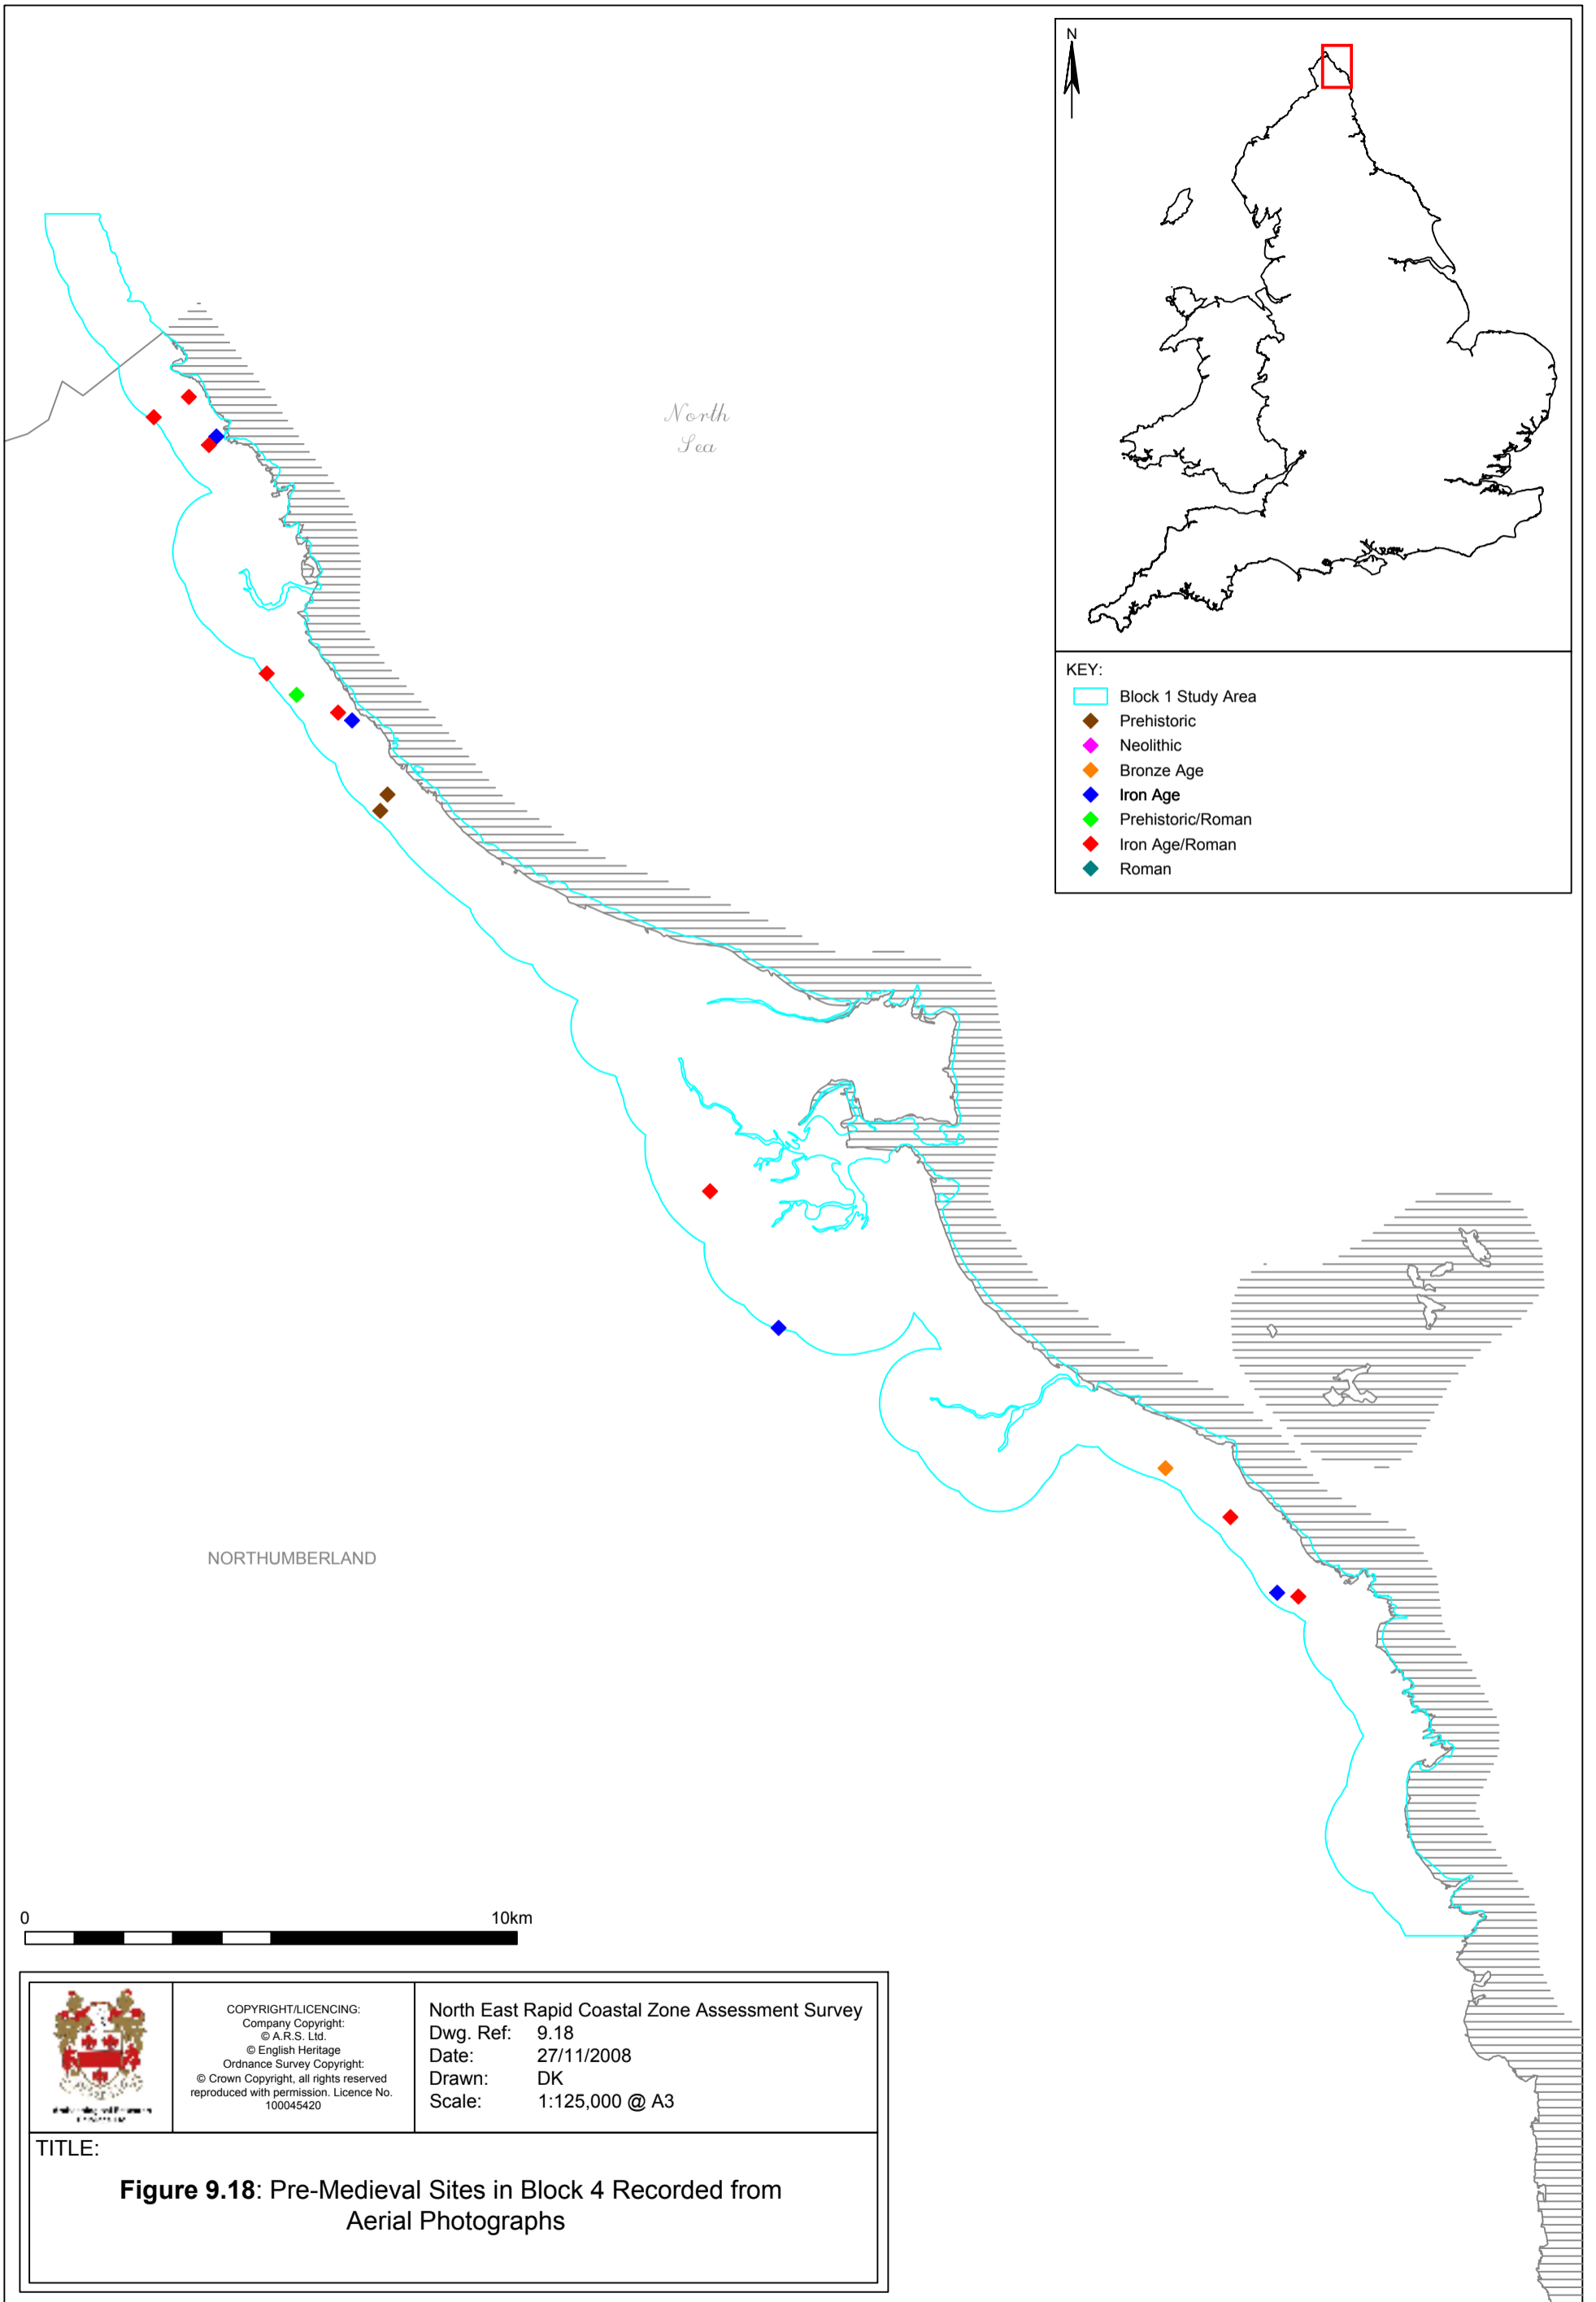 N
North
Sea
KEY:
Block 1 Study Area
Prehistoric
Neolithic
Bronze Age
Iron Age
Prehistoric/Roman
Iron Age/Roman
Roman
NORTHUMBERLAND
0 10km
COPYRIGHT/LICENCING:
Company Copyright:
© A.R.S. Ltd.
© English Heritage
Ordnance Survey Copyright:
© Crown Copyright, all rights reserved
reproduced with permission. Licence No.
100045420
North East Rapid Coastal Zone Assessment Survey
Dwg. Ref: 9.18
Date: 27/11/2008
Drawn: DK
Scale: 1:125,000 @ A3
TITLE:
Figure 9.18: Pre-Medieval Sites in Block 4 Recorded from
Aerial Photographs